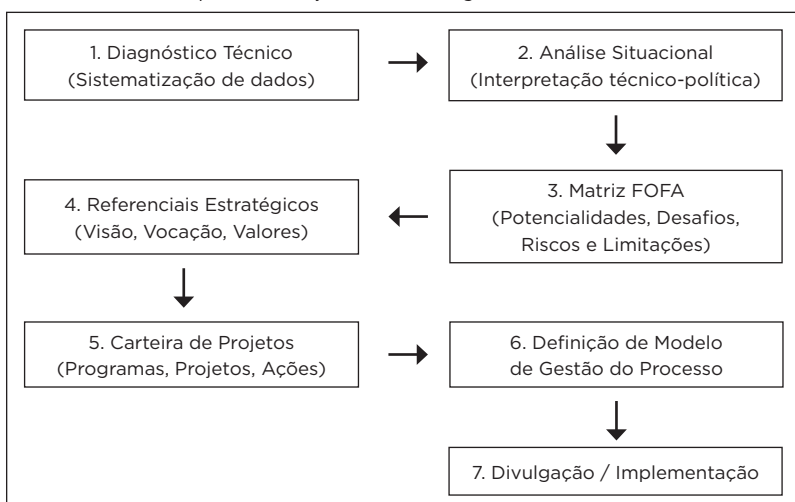 1. Diagnóstico Técnico
(Sistematização de dados)
2. Análise Situacional
(Interpretação técnico-política)
3. Matriz FOFA
(Potencialidades, Desafios,
Riscos e Limitações)
4. Referenciais Estratégicos
(Visão, Vocação, Valores)
5. Carteira de Projetos
(Programas, Projetos, Ações)
6. Definição de Modelo
de Gestão do Processo
7. Divulgação / Implementação